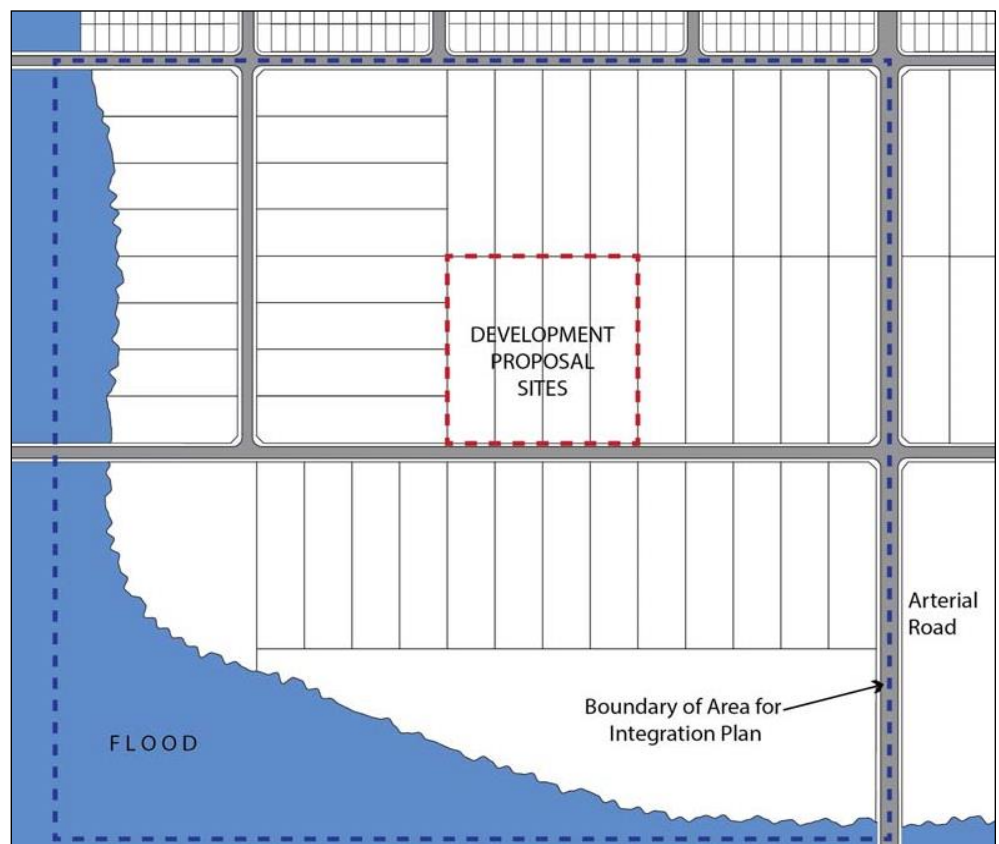 DEVELOPMENT
PROPOSAL
SITES
Arterial
Road
Boundary of Area for
Integration Plan
FLOOD